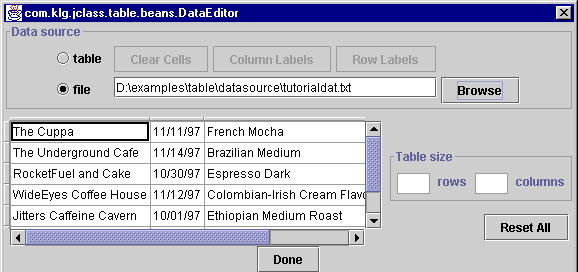 com.klg.jclass.table.beans.DataEditor
Data source
table Clear Cells Column Labels Row Labels
file D:\examples\table\datasource\tutorialdat.txt Browse
The Cuppa 11/11/97 French Mocha
The Underground Cafe 11/14/97 Brazilian Medium
RocketFuel and Cake 10/30/97 Espresso Dark
WideEyes Coffee House 11/12/97 Colombian-Irish Cream Flavo
Jitters Caffeine Cavern 10/01/97 Ethiopian Medium Roast
Table size
rows columns
Reset All
Done